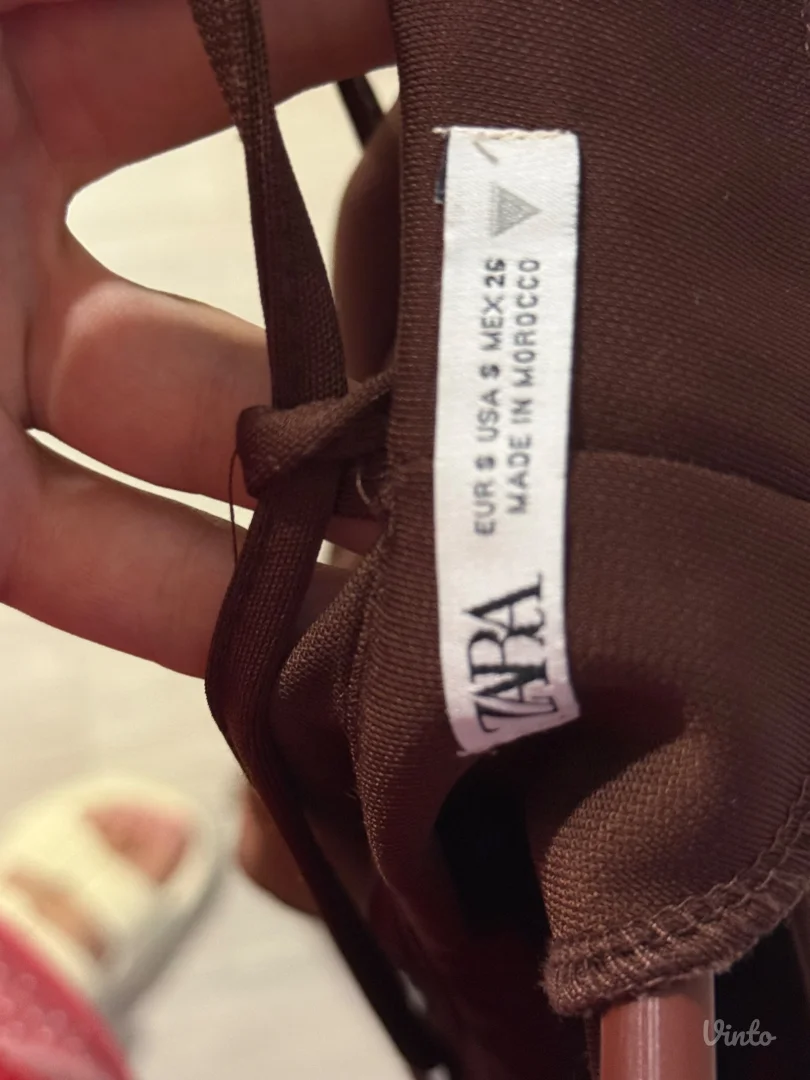 ZARA
EUR S USA S MEX 26
MADE IN MOROCCO
Vinto